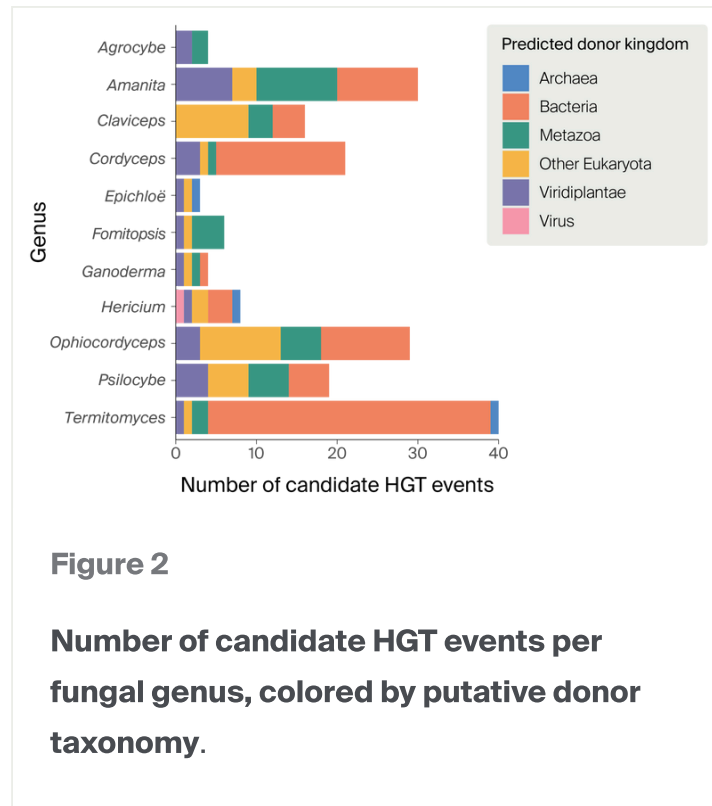 Agrocybe
Amanita
Claviceps
Cordyceps
Epichloë
Fomitopsis
Ganoderma
Hericium
Ophiocordyceps
Psilocybe
Termitomyces
Genus
0 10 20 30 40
Number of candidate HGT events
Predicted donor kingdom
Archaea
Bacteria
Metazoa
Other Eukaryota
Viridiplantae
Virus
Figure 2
Number of candidate HGT events per
fungal genus, colored by putative donor
taxonomy.